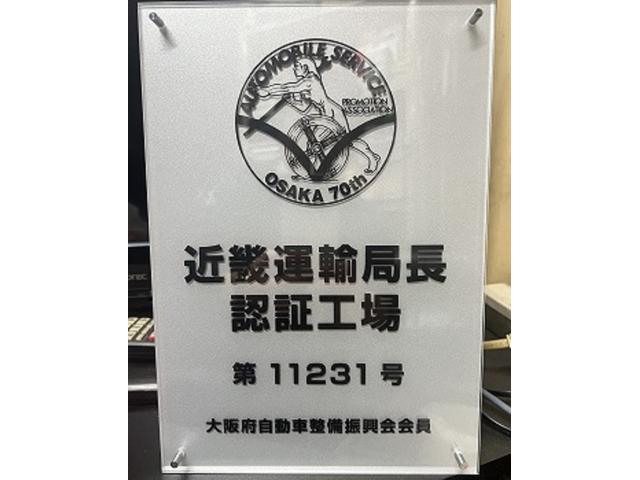 AUTOMOBILE SERVICE
PROMOTION
ASSOCIATION
OSAKA 70th
近畿運輸局長
認証工場
第 11231 号
大阪府自動車整備振興会会員